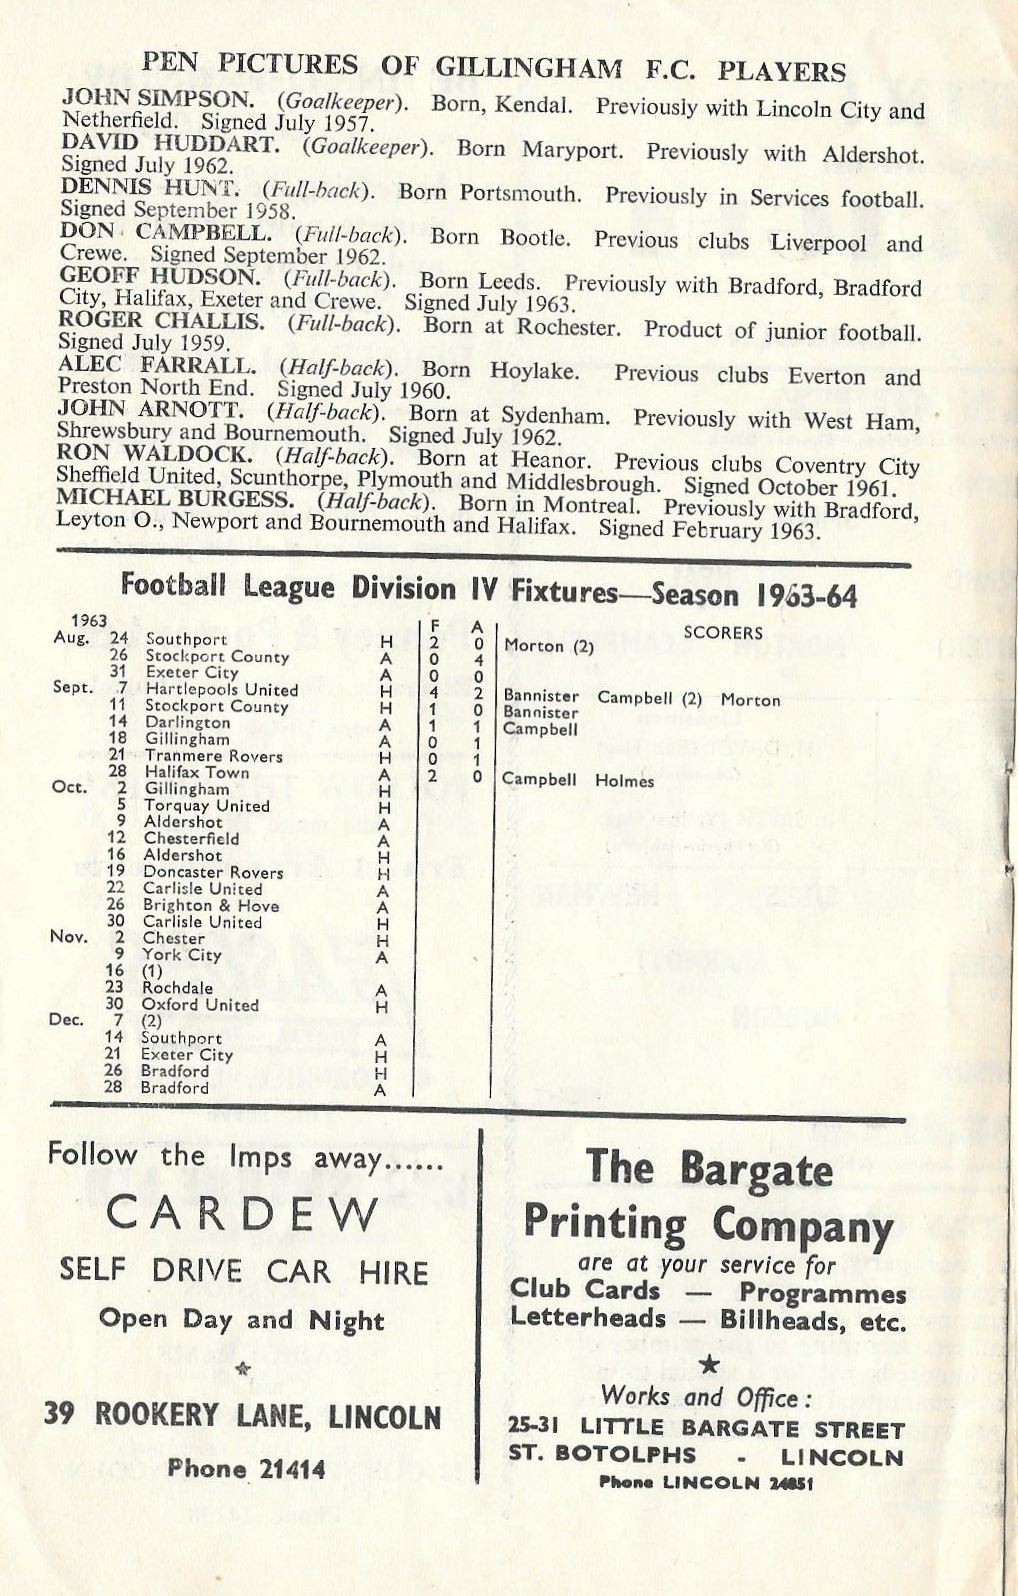 PEN PICTURES OF GILLINGHAM F.C. PLAYERS
JOHN SIMPSON. (Goalkeeper). Born, Kendal. Previously with Lincoln City and
Netherfield. Signed July 1957.
DAVID HUDDART. (Goalkeeper). Born Maryport. Previously with Aldershot.
Signed July 1962.
DENNIS HUNT. (Full-back). Born Portsmouth. Previously in Services football.
Signed September 1958.
DON CAMPBELL. (Full-back). Born Bootle. Previous clubs Liverpool and
Crewe. Signed September 1962.
GEOFF HUDSON. (Full-back). Born Leeds. Previously with Bradford, Bradford
City, Halifax, Exeter and Crewe. Signed July 1963.
ROGER CHALLIS. (Full-back). Born at Rochester. Product of junior football.
Signed July 1959.
ALEC FARRALL. (Half-back). Born Hoylake. Previous clubs Everton and
Preston North End. Signed July 1960.
JOHN ARNOTT. (Half-back). Born at Sydenham. Previously with West Ham,
Shrewsbury and Bournemouth. Signed July 1962.
RON WALDOCK. (Half-back). Born at Heanor. Previous clubs Coventry City
Sheffield United, Scunthorpe, Plymouth and Middlesbrough. Signed October 1961.
MICHAEL BURGESS. (Half-back). Born in Montreal. Previously with Bradford,
Leyton O., Newport and Bournemouth and Halifax. Signed February 1963.
Football League Division IV Fixtures—Season 1963-64
1963 F A SCORERS
Aug. 24 Southport H 2 0 Morton (2)
26 Stockport County A 0 4
31 Exeter City A 0 0
Sept. 7 Hartlepools United H 4 2 Bannister Campbell (2) Morton
11 Stockport County H 1 0 Bannister
14 Darlington A 1 1 Campbell
18 Gillingham A 0 1
21 Tranmere Rovers H 0 1
28 Halifax Town A 2 0 Campbell Holmes
Oct. 2 Gillingham H
5 Torquay United H
9 Aldershot A
12 Chesterfield A
16 Aldershot H
19 Doncaster Rovers H
22 Carlisle United A
26 Brighton & Hove A
30 Carlisle United H
Nov. 2 Chester H
9 York City A
16 (1)
23 Rochdale A
30 Oxford United H
Dec. 7 (2)
14 Southport A
21 Exeter City H
26 Bradford H
28 Bradford A
Follow the Imps away......
CARDEW
SELF DRIVE CAR HIRE
Open Day and Night
39 ROOKERY LANE, LINCOLN
Phone 21414
The Bargate
Printing Company
are at your service for
Club Cards — Programmes
Letterheads — Billheads, etc.
Works and Office :
25-31 LITTLE BARGATE STREET
ST. BOTOLPHS - LINCOLN
Phone LINCOLN 24851